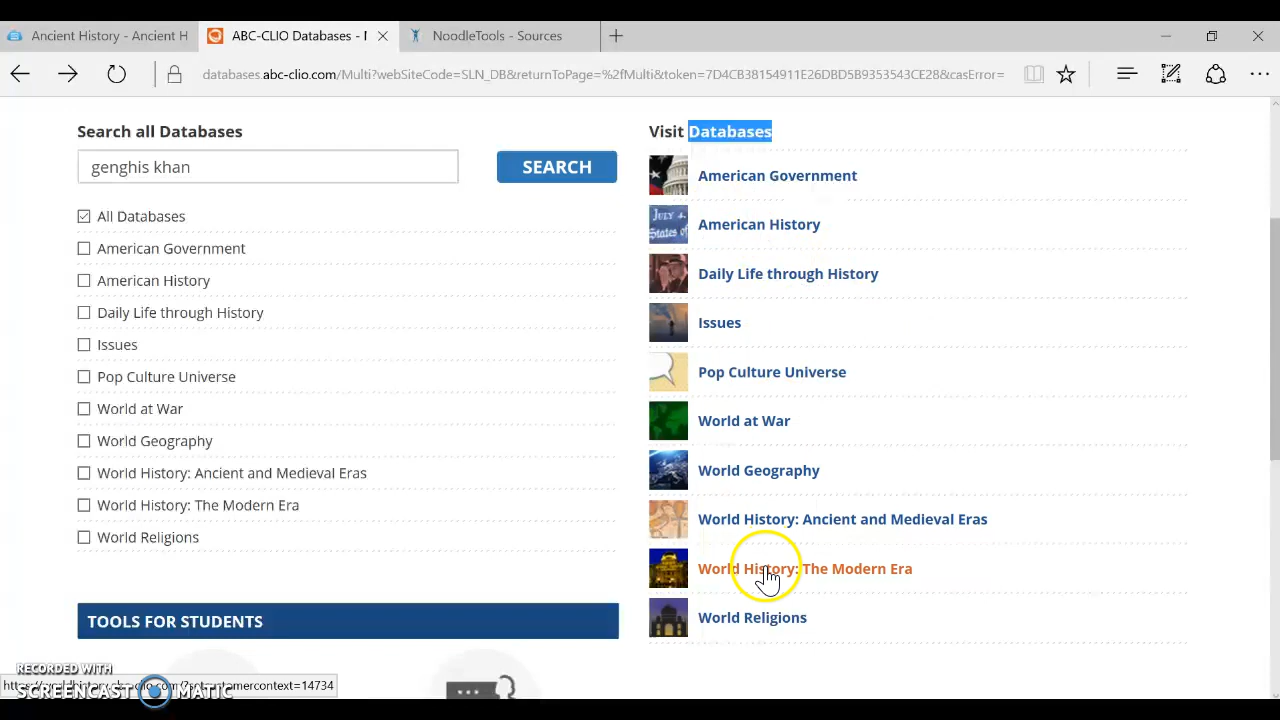 Ancient History - Ancient H
ABC-CLIO Databases - I
NoodleTools - Sources
databases.abc-clio.com/Multi?webSiteCode=SLN_DB&returnToPage=%2fMulti&token=7D4CB38154911E26DBD5B9353543CE28&casError=
Search all Databases
genghis khan
SEARCH
All Databases
American Government
American History
Daily Life through History
Issues
Pop Culture Universe
World at War
World Geography
World History: Ancient and Medieval Eras
World History: The Modern Era
World Religions
TOOLS FOR STUDENTS
Visit Databases
American Government
American History
Daily Life through History
Issues
Pop Culture Universe
World at War
World Geography
World History: Ancient and Medieval Eras
World History: The Modern Era
World Religions
JULY 4
States of
RECORDED WITH
SCREENCAST MATIC